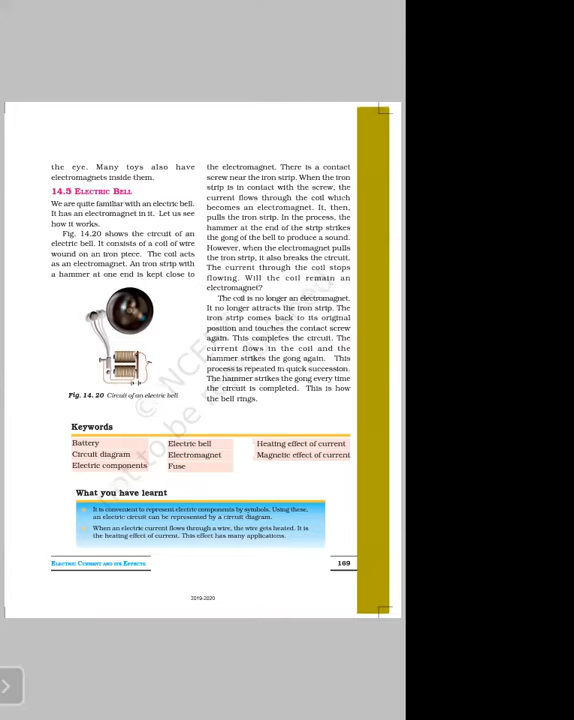 the eye. Many toys also have
electromagnets inside them.
14.5 ELECTRIC BELL
We are quite familiar with an electric bell.
It has an electromagnet in it. Let us see
how it works.
Fig. 14.20 shows the circuit of an
electric bell. It consists of a coil of wire
wound on an iron piece. The coil acts
as an electromagnet. An iron strip with
a hammer at one end is kept close to
Fig. 14. 20 Circuit of an electric bell
the electromagnet. There is a contact
screw near the iron strip. When the iron
strip is in contact with the screw, the
current flows through the coil which
becomes an electromagnet. It, then,
pulls the iron strip. In the process, the
hammer at the end of the strip strikes
the gong of the bell to produce a sound.
However, when the electromagnet pulls
the iron strip, it also breaks the circuit.
The current through the coil stops
flowing. Will the coil remain an
electromagnet?
The coil is no longer an electromagnet.
It no longer attracts the iron strip. The
iron strip comes back to its original
position and touches the contact screw
again. This completes the circuit. The
current flows in the coil and the
hammer strikes the gong again. This
process is repeated in quick succession.
The hammer strikes the gong every time
the circuit is completed. This is how
the bell rings.
Keywords
Battery
Circuit diagram
Electric components
Electric bell
Electromagnet
Fuse
Heating effect of current
Magnetic effect of current
What you have learnt
It is convenient to represent electric components by symbols. Using these,
an electric circuit can be represented by a circuit diagram.
When an electric current flows through a wire, the wire gets heated. It is
the heating effect of current. This effect has many applications.
ELECTRIC CURRENT AND ITS EFFECTS
169
2019-2020